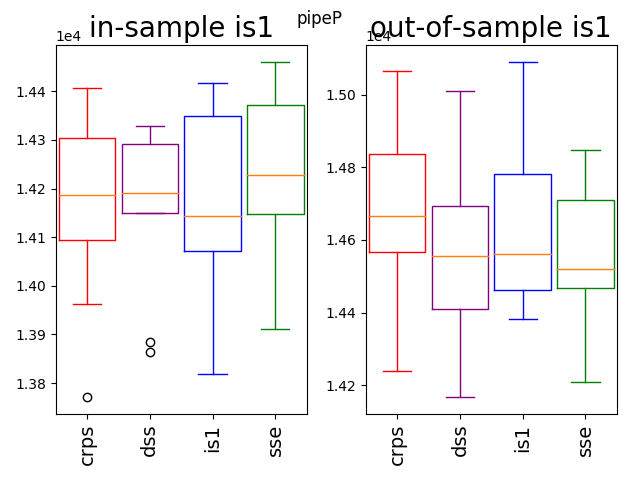 pipeP
in-sample is1
1e4
1.44
1.43
1.42
1.41
1.40
1.39
1.38
crps
dss
is1
sse
out-of-sample is1
1e4
1.50
1.48
1.46
1.44
1.42
crps
dss
is1
sse